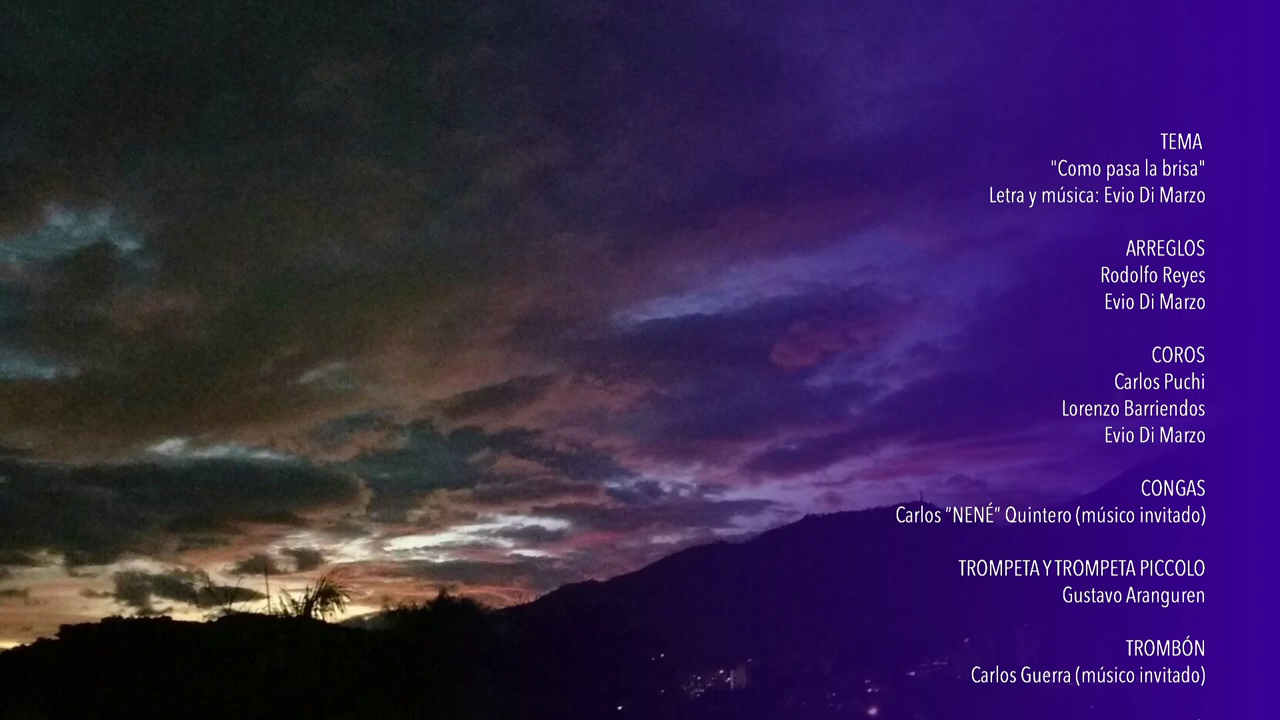 TEMA
"Como pasa la brisa"
Letra y música: Evio Di Marzo
ARREGLOS
Rodolfo Reyes
Evio Di Marzo
COROS
Carlos Puchi
Lorenzo Barriendos
Evio Di Marzo
CONGAS
Carlos "NENÉ" Quintero (músico invitado)
TROMPETA Y TROMPETA PICCOLO
Gustavo Aranguren
TROMBÓN
Carlos Guerra (músico invitado)